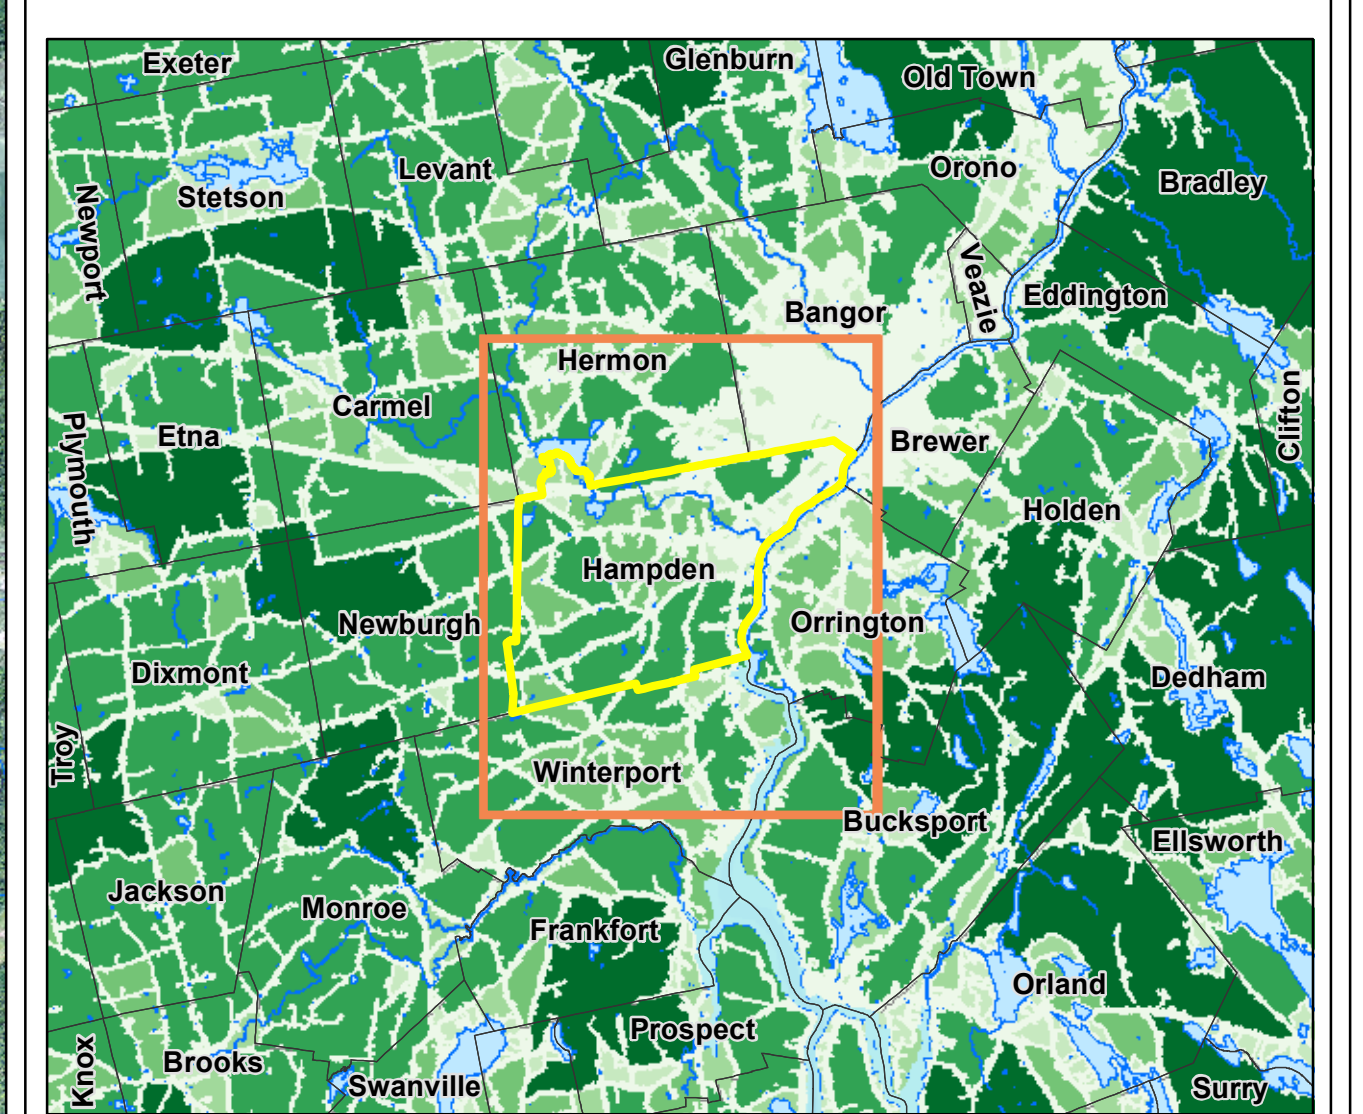 Exeter
Glenburn
Old Town
Levant
Orono
Bradley
Stetson
Newport
Veazie
Eddington
Bangor
Hermon
Carmel
Clifton
Etna
Brewer
Plymouth
Holden
Hampden
Newburgh
Orrington
Dixmont
Dedham
Troy
Winterport
Bucksport
Ellsworth
Jackson
Monroe
Frankfort
Orland
Prospect
Knox
Brooks
Swanville
Surry